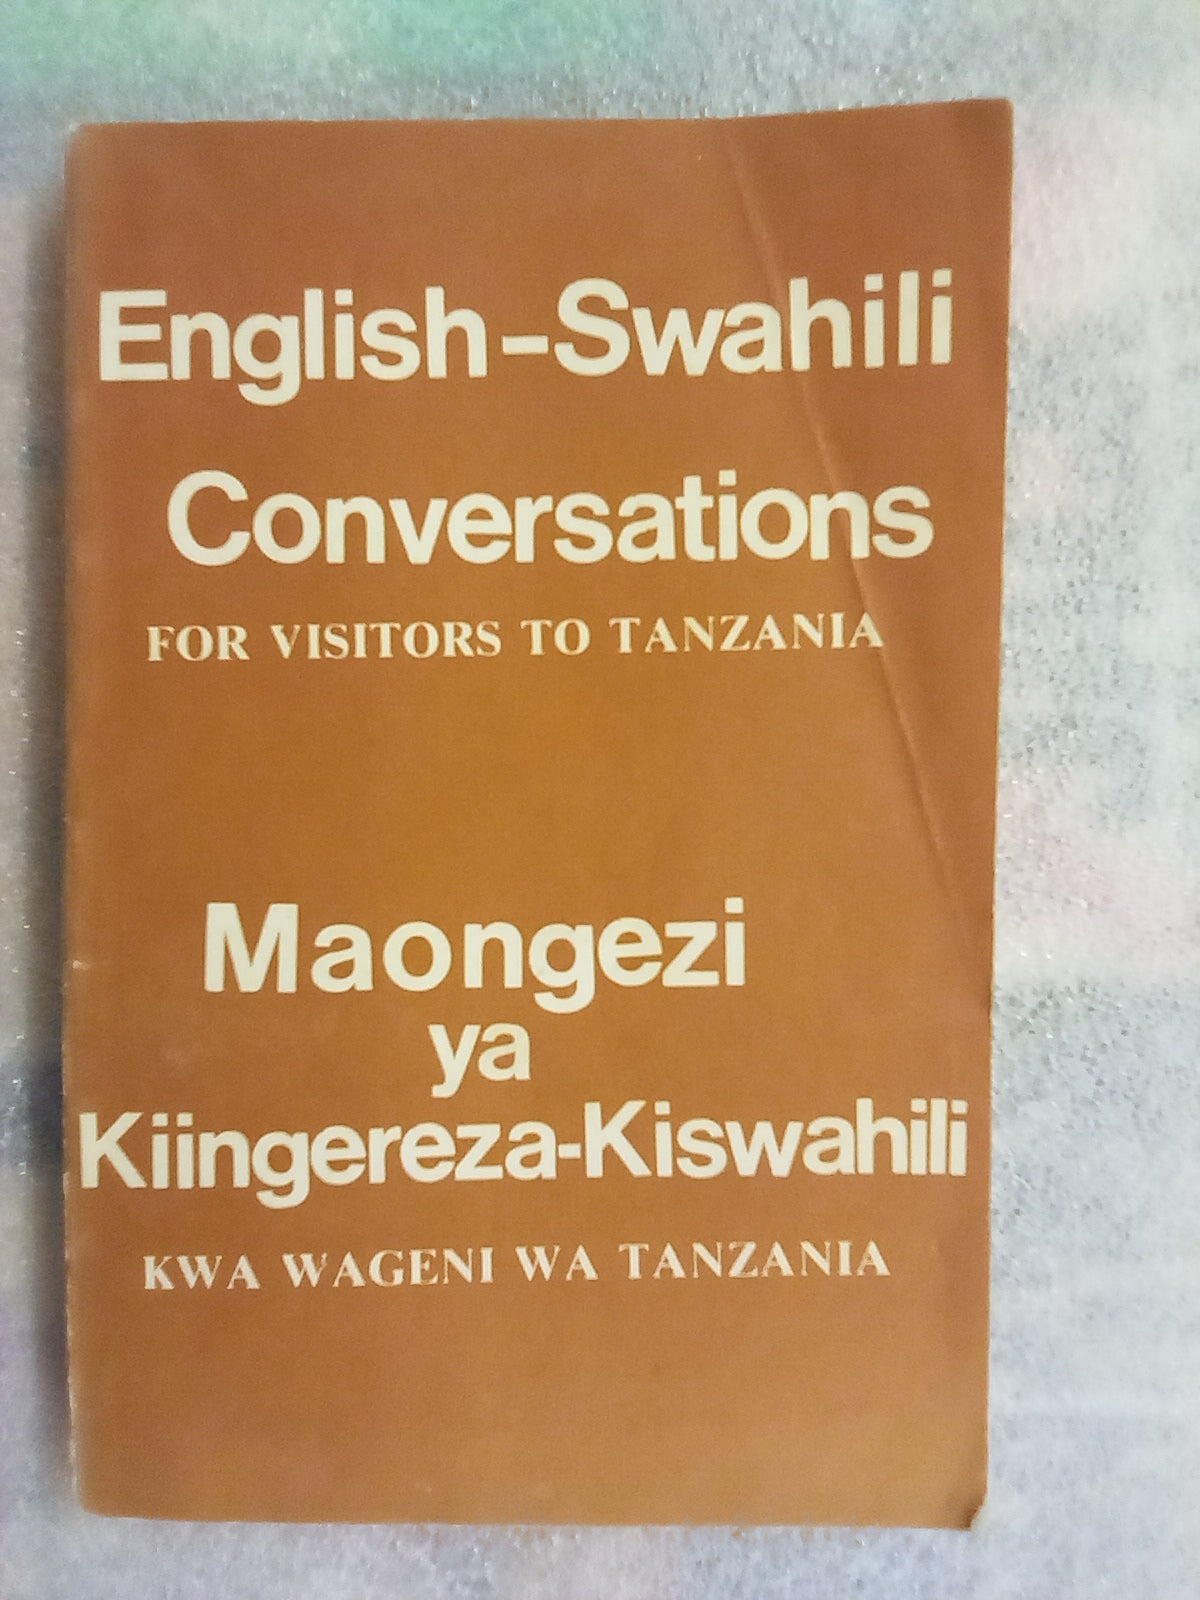 English-Swahili
Conversations
FOR VISITORS TO TANZANIA
Maongezi
ya
Kiingereza-Kiswahili
KWA WAGENI WA TANZANIA